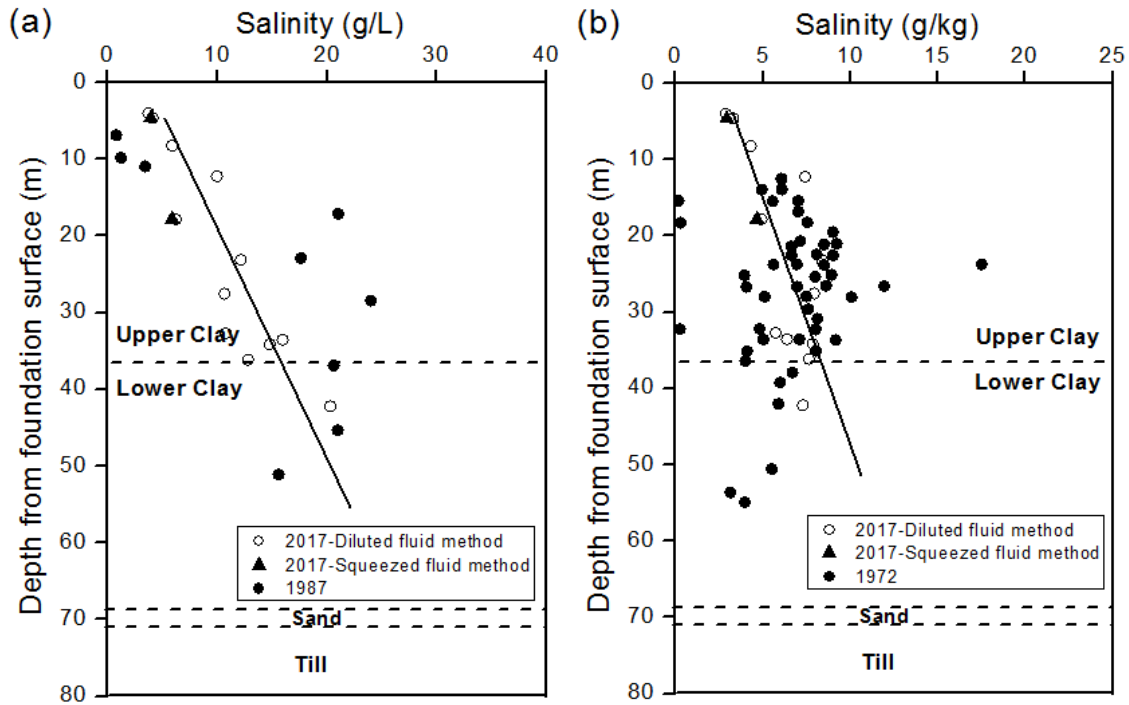 (a)
Salinity (g/L)
0 10 20 30 40
Depth from foundation surface (m)
0
10
20
30
40
50
60
70
80
Upper Clay
Lower Clay
2017-Diluted fluid method
2017-Squeezed fluid method
1987
Sand
Till
(b)
Salinity (g/kg)
0 5 10 15 20 25
Depth from foundation surface (m)
0
10
20
30
40
50
60
70
80
Upper Clay
Lower Clay
2017-Diluted fluid method
2017-Squeezed fluid method
1972
Sand
Till